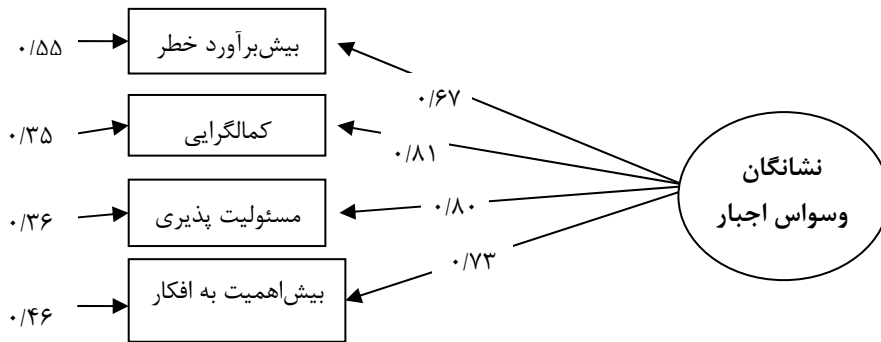 ۰/۵۵
بیش‌برآورد خطر
۰/۶۷
۰/۳۵
کمالگرایی
۰/۸۱
نشانگان
وسواس اجبار
۰/۳۶
مسئولیت پذیری
۰/۸۰
۰/۴۶
بیش‌اهمیت به افکار
۰/۷۳